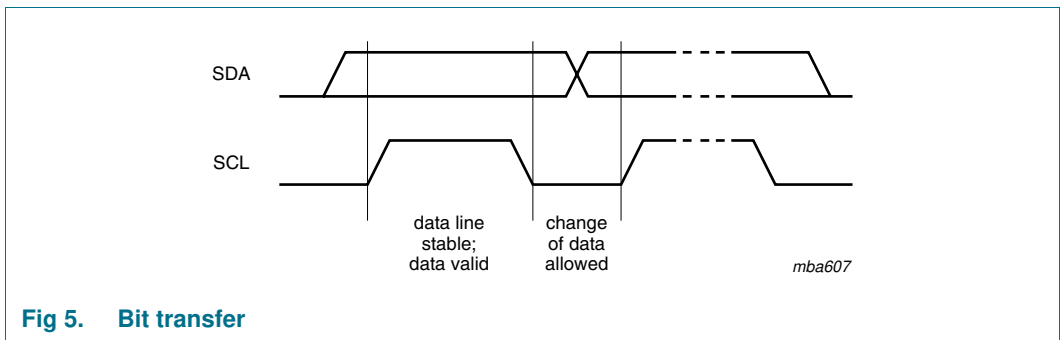 SDA
SCL
data line
stable;
data valid
change
of data
allowed
mba607
Fig 5. Bit transfer